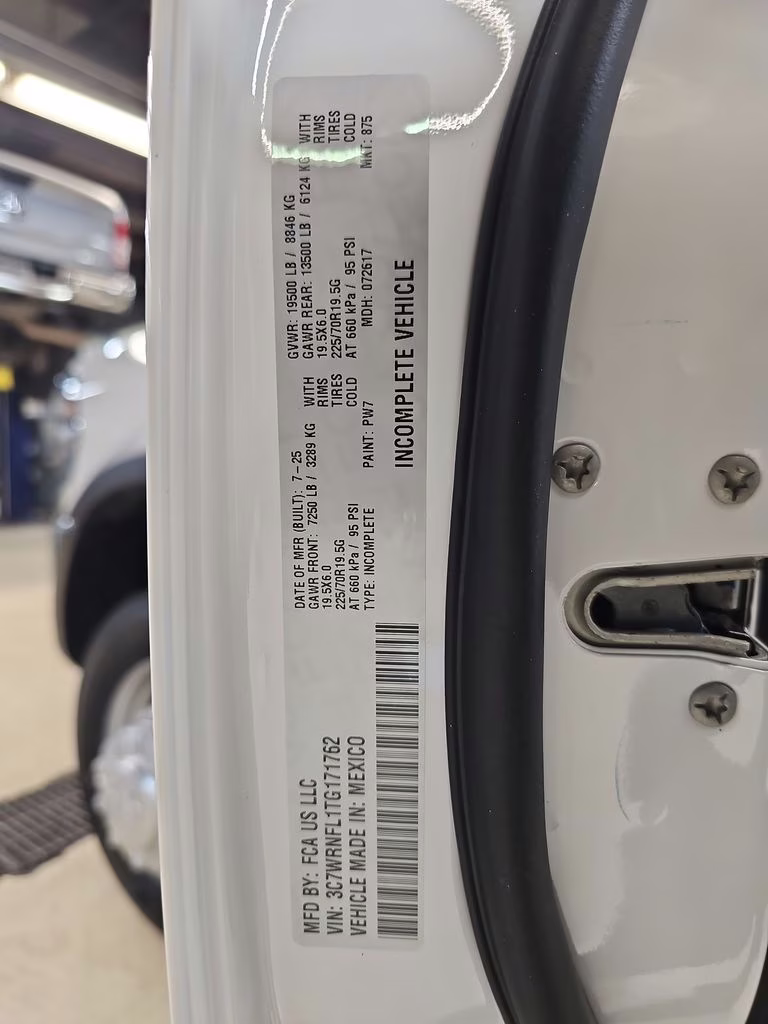 MFD BY: FCA US LLC
VIN: 3C7WRNFL1TG171762
VEHICLE MADE IN: MEXICO
DATE OF MFR (BUILT): 7-25
GAWR FRONT: 7250 LB / 3289 KG WITH
19.5X6.0 RIMS
225/70R19.5G TIRES
AT 660 kPa / 95 PSI COLD
TYPE: INCOMPLETE PAINT: PW7
GVWR: 19500 LB / 8846 KG
GAWR REAR: 13500 LB / 6124 KG WITH
19.5X6.0 RIMS
225/70R19.5G TIRES
AT 660 kPa / 95 PSI COLD
MDH: 072617 MKT: 875
INCOMPLETE VEHICLE